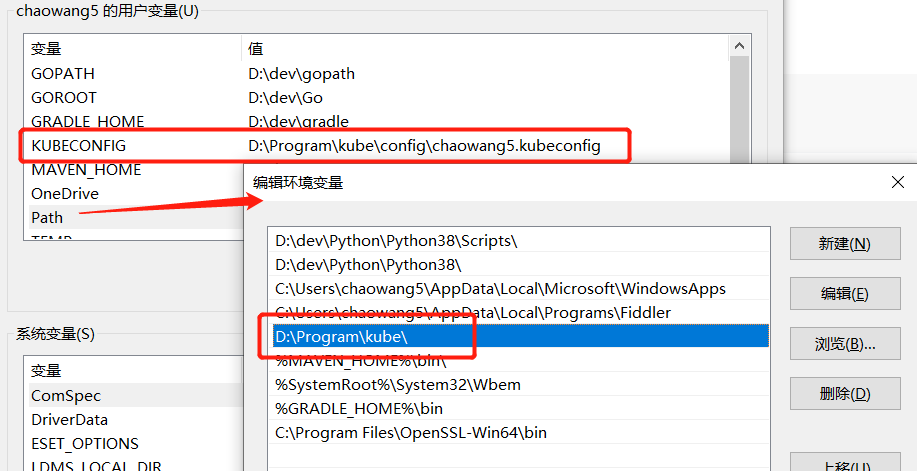 chaowang5 的用户变量(U)
变量 值
GOPATH D:\dev\gopath
GOROOT D:\dev\Go
GRADLE_HOME D:\dev\gradle
KUBECONFIG D:\Program\kube\config\chaowang5.kubeconfig
MAVEN_HOME
OneDrive
Path
TEMP
编辑环境变量
D:\dev\Python\Python38\Scripts\
D:\dev\Python\Python38\
C:\Users\chaowang5\AppData\Local\Microsoft\WindowsApps
C:\Users\chaowang5\AppData\Local\Programs\Fiddler
D:\Program\kube\
%MAVEN_HOME%\bin\
%SystemRoot%\System32\Wbem
%GRADLE_HOME%\bin
C:\Program Files\OpenSSL-Win64\bin
新建(N)
编辑(E)
浏览(B)...
删除(D)
上移(U)
系统变量(S)
变量
ComSpec
DriverData
ESET_OPTIONS
LDMS_LOCAL_DIR